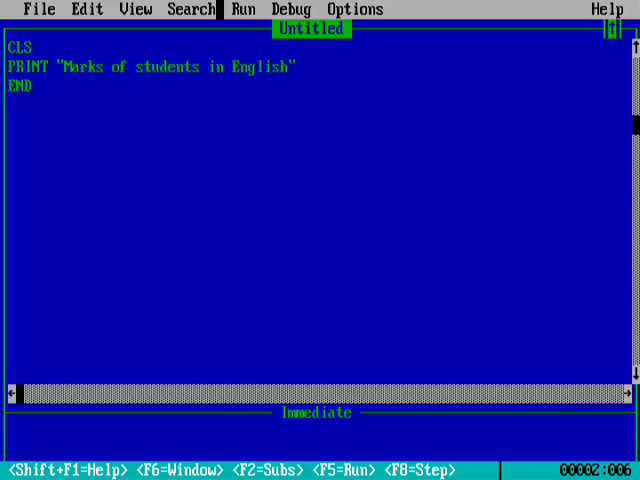 File Edit View Search Run Debug Options Help
Untitled
CLS
PRINT "Marks of students in English"
END
Immediate
<Shift+F1=Help> <F6=Window> <F2=Subs> <F5=Run> <F8=Step> 00002:006